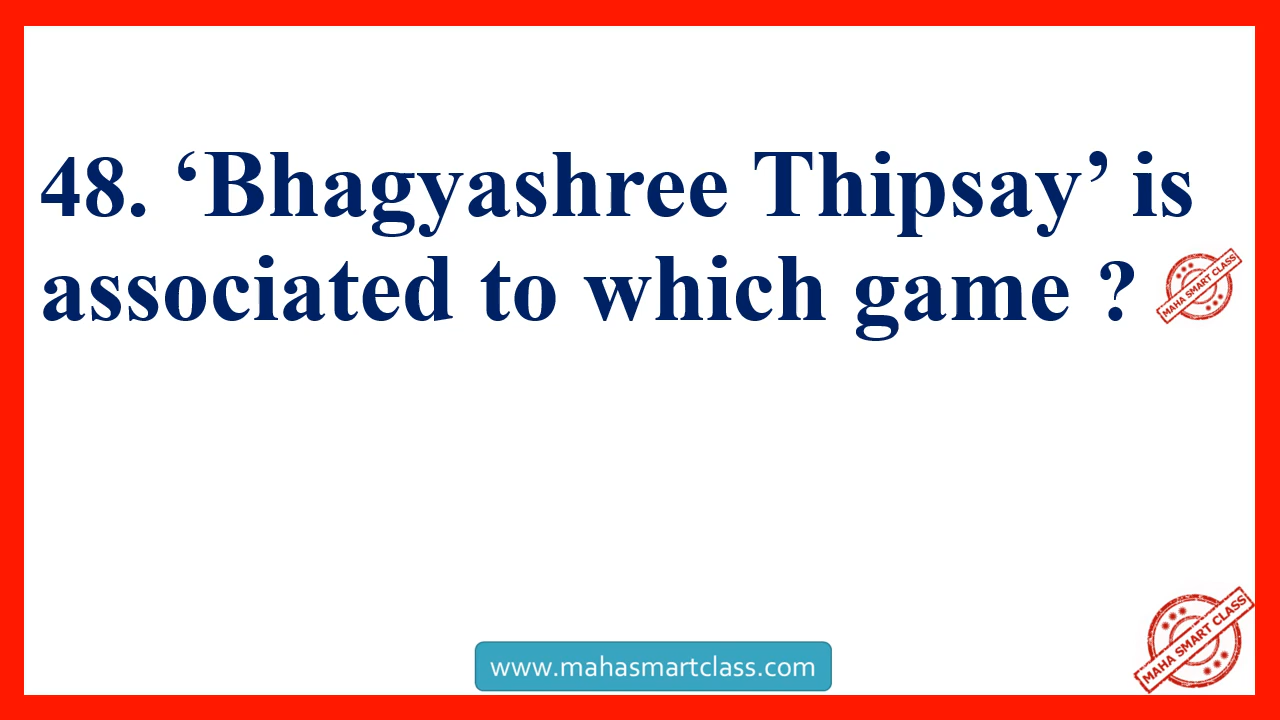 48. ‘Bhagyashree Thipsay’ is
associated to which game ?
MAHA SMART CLASS
MAHA SMART CLASS
www.mahasmartclass.com